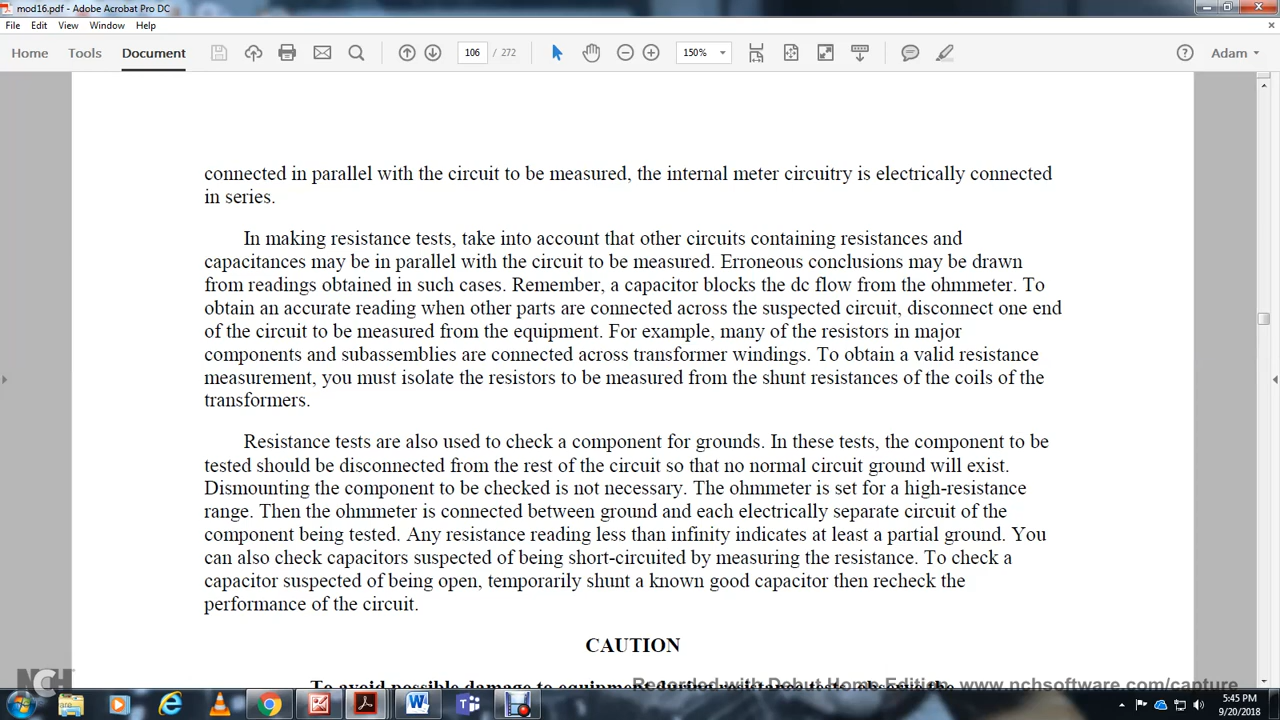 mod16.pdf - Adobe Acrobat Pro DC
File Edit View Window Help
Home Tools Document 106 / 272 150% Adam
connected in parallel with the circuit to be measured, the internal meter circuitry is electrically connected
in series.
In making resistance tests, take into account that other circuits containing resistances and
capacitances may be in parallel with the circuit to be measured. Erroneous conclusions may be drawn
from readings obtained in such cases. Remember, a capacitor blocks the dc flow from the ohmmeter. To
obtain an accurate reading when other parts are connected across the suspected circuit, disconnect one end
of the circuit to be measured from the equipment. For example, many of the resistors in major
components and subassemblies are connected across transformer windings. To obtain a valid resistance
measurement, you must isolate the resistors to be measured from the shunt resistances of the coils of the
transformers.
Resistance tests are also used to check a component for grounds. In these tests, the component to be
tested should be disconnected from the rest of the circuit so that no normal circuit ground will exist.
Dismounting the component to be checked is not necessary. The ohmmeter is set for a high-resistance
range. Then the ohmmeter is connected between ground and each electrically separate circuit of the
component being tested. Any resistance reading less than infinity indicates at least a partial ground. You
can also check capacitors suspected of being short-circuited by measuring the resistance. To check a
capacitor suspected of being open, temporarily shunt a known good capacitor then recheck the
performance of the circuit.
CAUTION
To avoid possible damage to equipment during
NCH
Recorded with Debut Home Edition. www.nchsoftware.com/capture
5:45 PM
9/20/2018